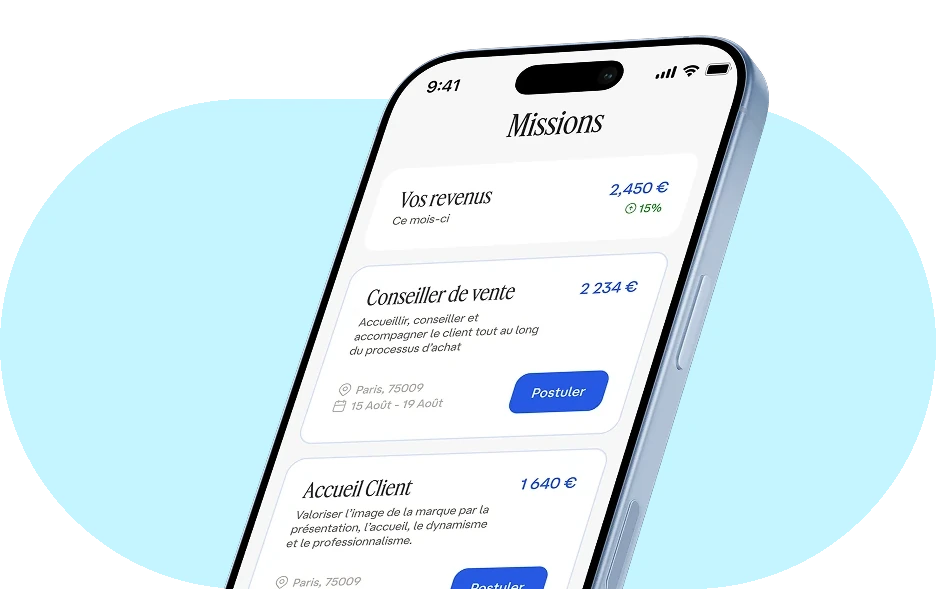 9:41
Missions
Vos revenus
2,450 €
Ce mois-ci
15%
Conseiller de vente
2 234 €
Accueillir, conseiller et
accompagner le client tout au long
du processus d'achat
Paris, 75009
15 Août - 19 Août
Postuler
Accueil Client
1 640 €
Valoriser l'image de la marque par la
présentation, l'accueil, le dynamisme
et le professionnalisme.
Paris, 75009
Postuler